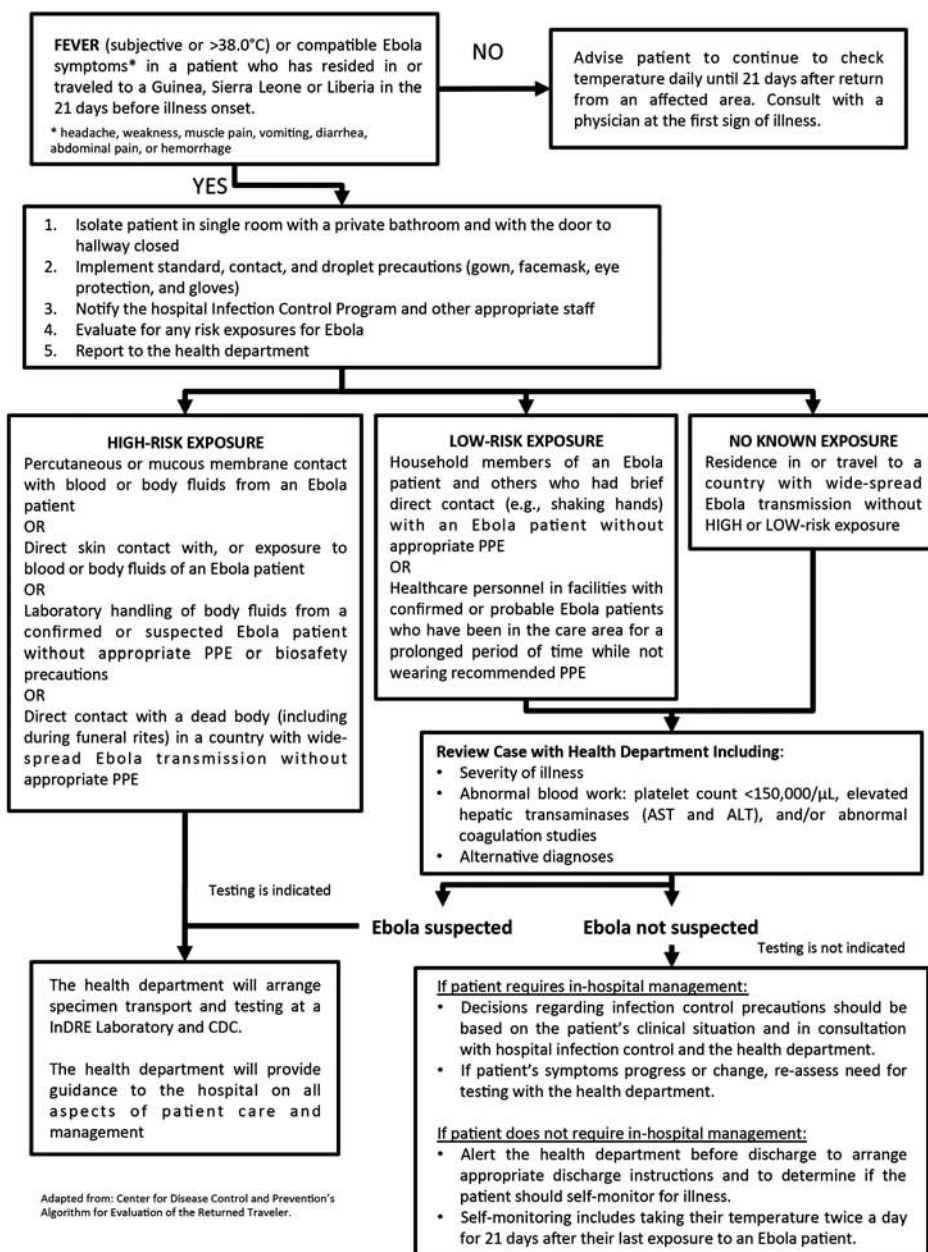 FEVER (subjective or >38.0°C) or compatible Ebola
symptoms* in a patient who has resided in or
traveled to a Guinea, Sierra Leone or Liberia in the
21 days before illness onset.
* headache, weakness, muscle pain, vomiting, diarrhea,
abdominal pain, or hemorrhage
NO
Advise patient to continue to check
temperature daily until 21 days after return
from an affected area. Consult with a
physician at the first sign of illness.
YES
1. Isolate patient in single room with a private bathroom and with the door to
hallway closed
2. Implement standard, contact, and droplet precautions (gown, facemask, eye
protection, and gloves)
3. Notify the hospital Infection Control Program and other appropriate staff
4. Evaluate for any risk exposures for Ebola
5. Report to the health department
HIGH-RISK EXPOSURE
Percutaneous or mucous membrane contact
with blood or body fluids from an Ebola
patient
OR
Direct skin contact with, or exposure to
blood or body fluids of an Ebola patient
OR
Laboratory handling of body fluids from a
confirmed or suspected Ebola patient
without appropriate PPE or biosafety
precautions
OR
Direct contact with a dead body (including
during funeral rites) in a country with wide-
spread Ebola transmission without
appropriate PPE
LOW-RISK EXPOSURE
Household members of an Ebola
patient and others who had brief
direct contact (e.g., shaking hands)
with an Ebola patient without
appropriate PPE
OR
Healthcare personnel in facilities with
confirmed or probable Ebola patients
who have been in the care area for a
prolonged period of time while not
wearing recommended PPE
NO KNOWN EXPOSURE
Residence in or travel to a
country with wide-spread
Ebola transmission without
HIGH or LOW-risk exposure
Review Case with Health Department Including:
• Severity of illness
• Abnormal blood work: platelet count <150,000/µL, elevated
hepatic transaminases (AST and ALT), and/or abnormal
coagulation studies
• Alternative diagnoses
Testing is indicated
Ebola suspected
Ebola not suspected
Testing is not indicated
The health department will arrange
specimen transport and testing at a
InDRE Laboratory and CDC.
The health department will provide
guidance to the hospital on all
aspects of patient care and
management
If patient requires in-hospital management:
• Decisions regarding infection control precautions should be
based on the patient's clinical situation and in consultation
with hospital infection control and the health department.
• If patient's symptoms progress or change, re-assess need for
testing with the health department.
If patient does not require in-hospital management:
• Alert the health department before discharge to arrange
appropriate discharge instructions and to determine if the
patient should self-monitor for illness.
• Self-monitoring includes taking their temperature twice a day
for 21 days after their last exposure to an Ebola patient.
Adapted from: Center for Disease Control and Prevention's
Algorithm for Evaluation of the Returned Traveler.